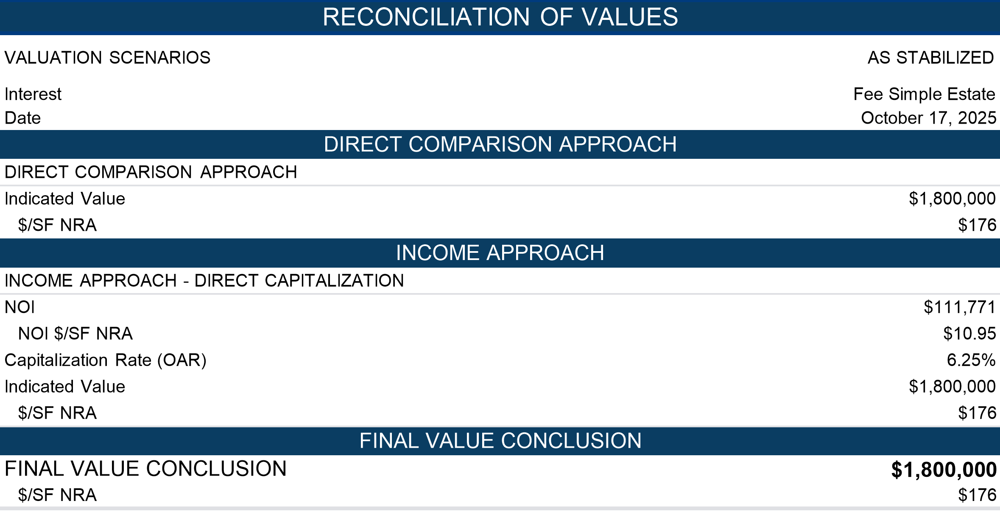 RECONCILIATION OF VALUES
VALUATION SCENARIOS AS STABILIZED
Interest Fee Simple Estate
Date October 17, 2025
DIRECT COMPARISON APPROACH
DIRECT COMPARISON APPROACH
Indicated Value $1,800,000
$/SF NRA $176
INCOME APPROACH
INCOME APPROACH - DIRECT CAPITALIZATION
NOI $111,771
NOI $/SF NRA $10.95
Capitalization Rate (OAR) 6.25%
Indicated Value $1,800,000
$/SF NRA $176
FINAL VALUE CONCLUSION
FINAL VALUE CONCLUSION $1,800,000
$/SF NRA $176